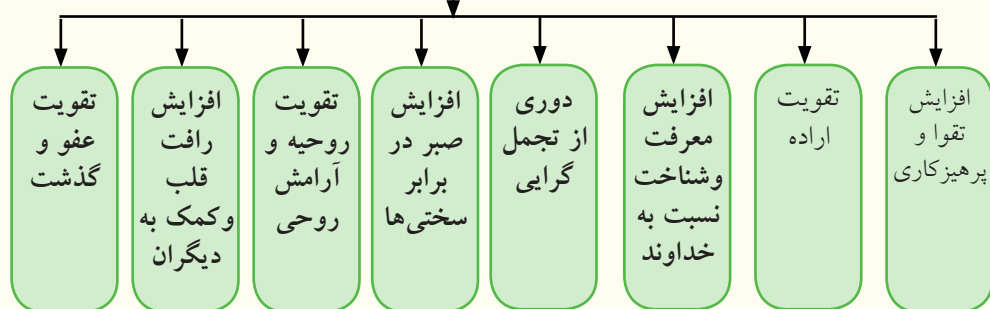 افزایش
تقوا و
پرهیزکاری
تقویت
اراده
افزایش
معرفت
وشناخت
نسبت به
خداوند
دوری
از تجمل
گرایی
افزایش
صبر در
برابر
سختی‌ها
تقویت
روحیه و
آرامش
روحی
افزایش
رافت
قلب
وکمک به
دیگران
تقویت
عفو و
گذشت